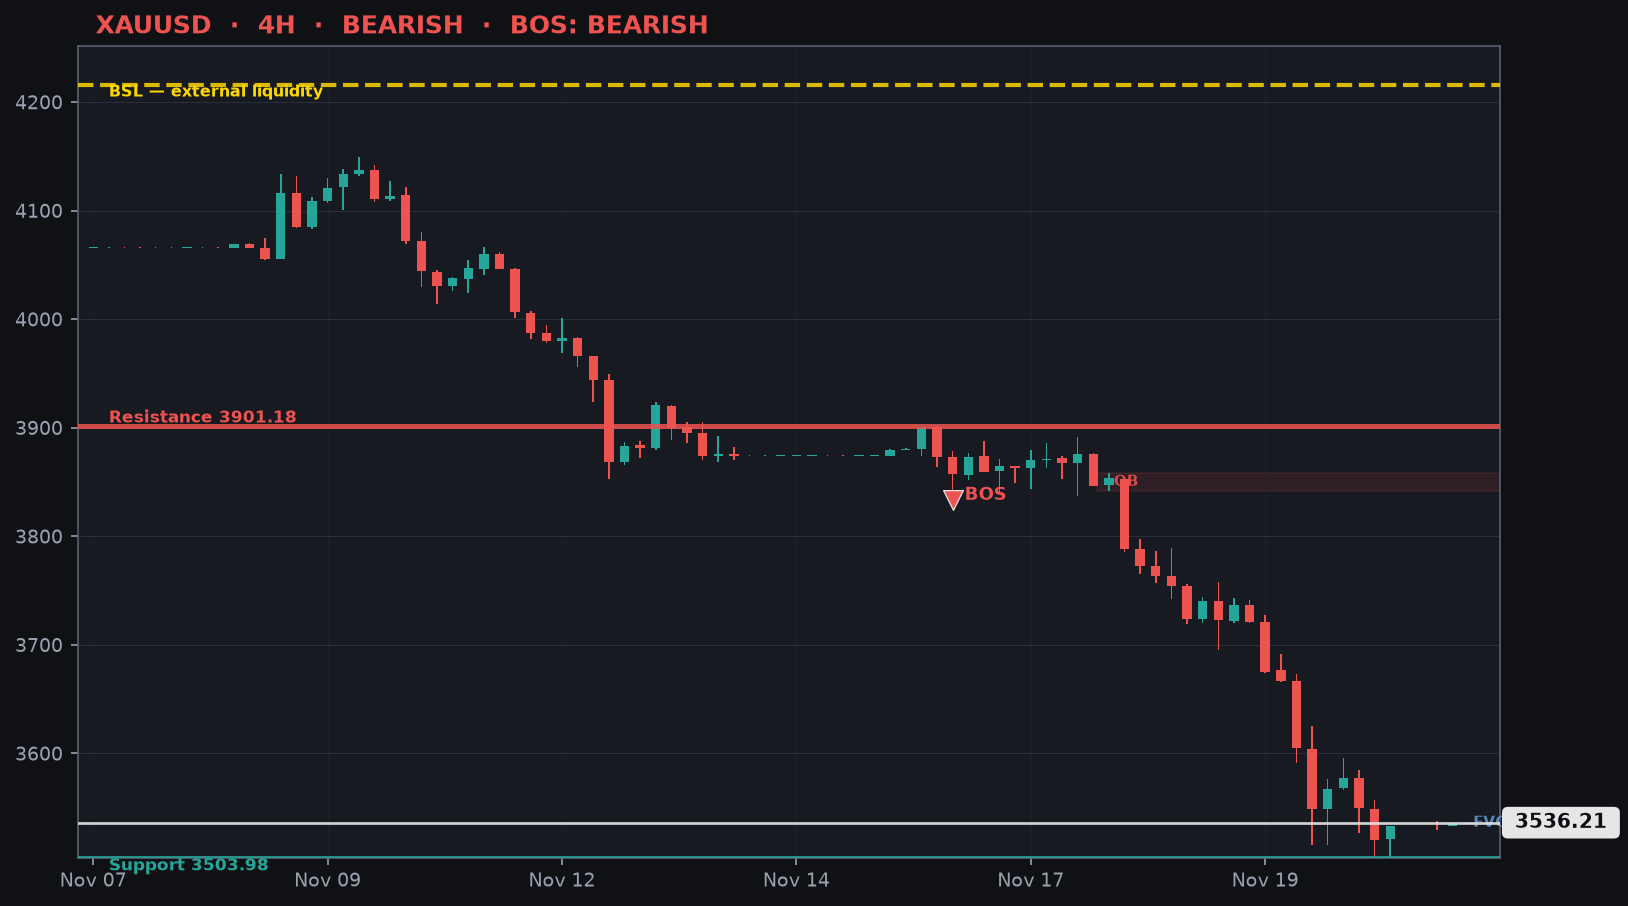 XAUUSD · 4H · BEARISH · BOS: BEARISH
BSL — external liquidity
4200
4100
4000
Resistance 3901.18
3900
OB
BOS
3800
3700
3600
FVG
3536.21
Support 3503.98
Nov 07 Nov 09 Nov 12 Nov 14 Nov 17 Nov 19